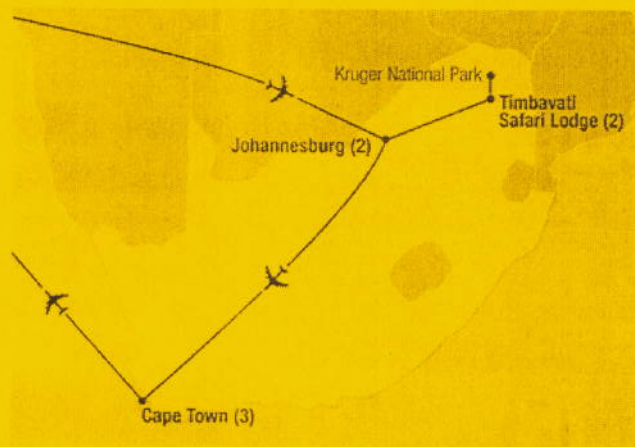 Kruger National Park
Timbavati
Safari Lodge (2)
Johannesburg (2)
Cape Town (3)